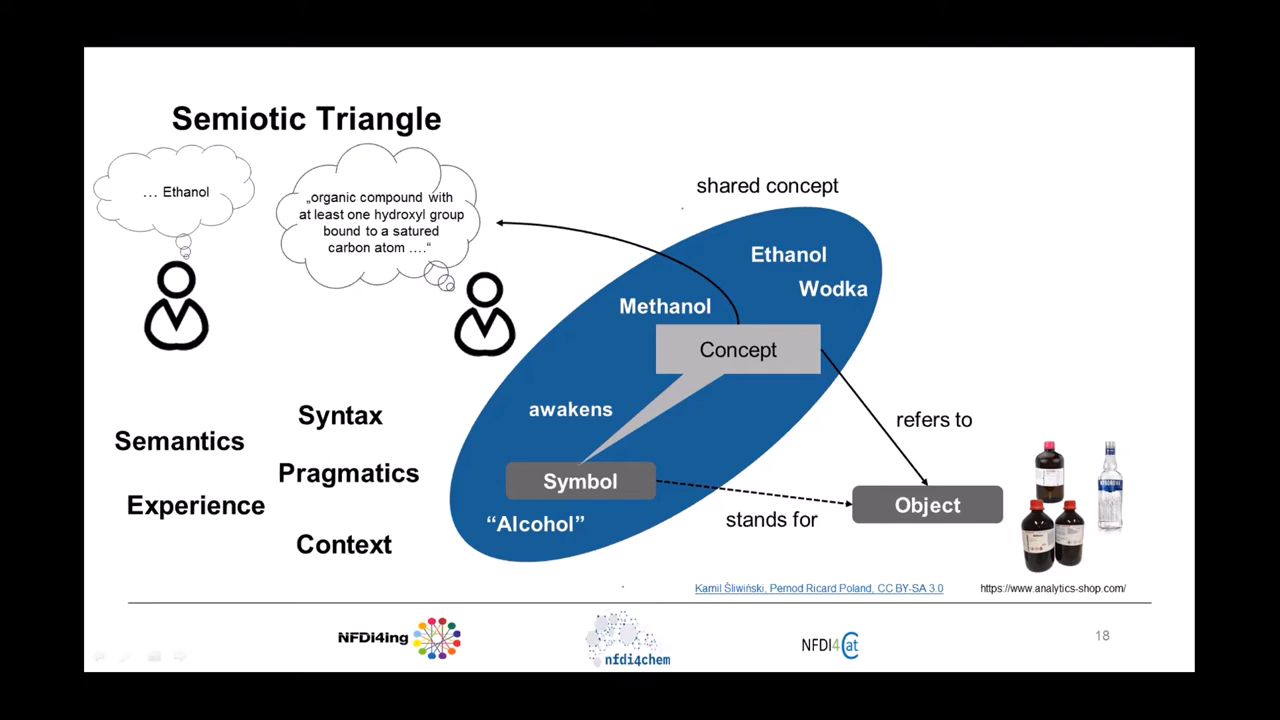 Semiotic Triangle
… Ethanol
„organic compound with
at least one hydroxyl group
bound to a satured
carbon atom ….“
shared concept
Ethanol
Wodka
Methanol
Concept
awakens
refers to
Symbol
stands for
Object
“Alcohol”
Syntax
Semantics
Pragmatics
Experience
Context
Kamil Śliwiński, Pernod Ricard Poland, CC BY-SA 3.0
https://www.analytics-shop.com/
NFDI4ing
nfdi4chem
NFDI4Cat
18